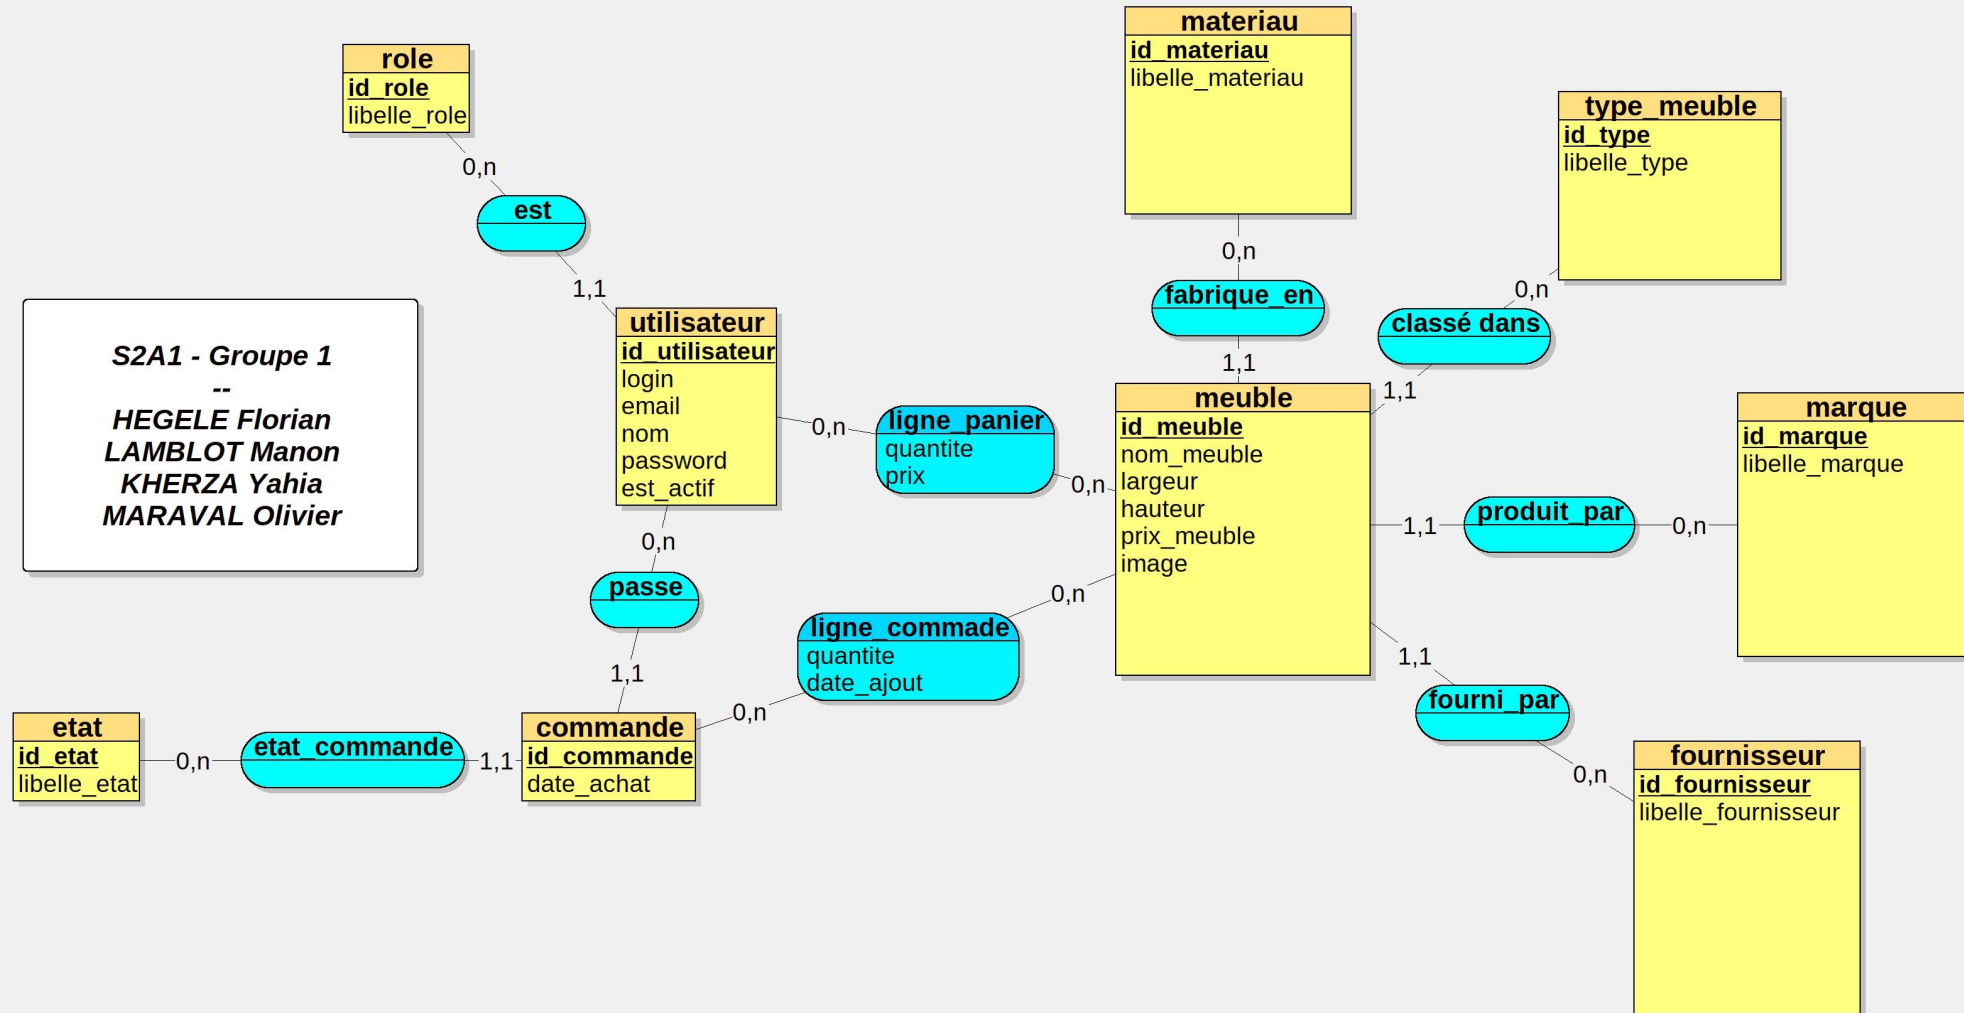 materiau
id_materiau
libelle_materiau
role
id_role
libelle_role
type_meuble
id_type
libelle_type
0,n
est
1,1
0,n
fabrique_en
1,1
0,n
classé dans
1,1
S2A1 - Groupe 1
--
HEGELE Florian
LAMBLOT Manon
KHERZA Yahia
MARAVAL Olivier
utilisateur
id_utilisateur
login
email
nom
password
est_actif
0,n
ligne_panier
quantite
prix
0,n
meuble
id_meuble
nom_meuble
largeur
hauteur
prix_meuble
image
marque
id_marque
libelle_marque
1,1
produit_par
0,n
0,n
passe
1,1
0,n
ligne_commade
quantite
date_ajout
0,n
1,1
fourni_par
0,n
etat
id_etat
libelle_etat
0,n
etat_commande
1,1
commande
id_commande
date_achat
fournisseur
id_fournisseur
libelle_fournisseur